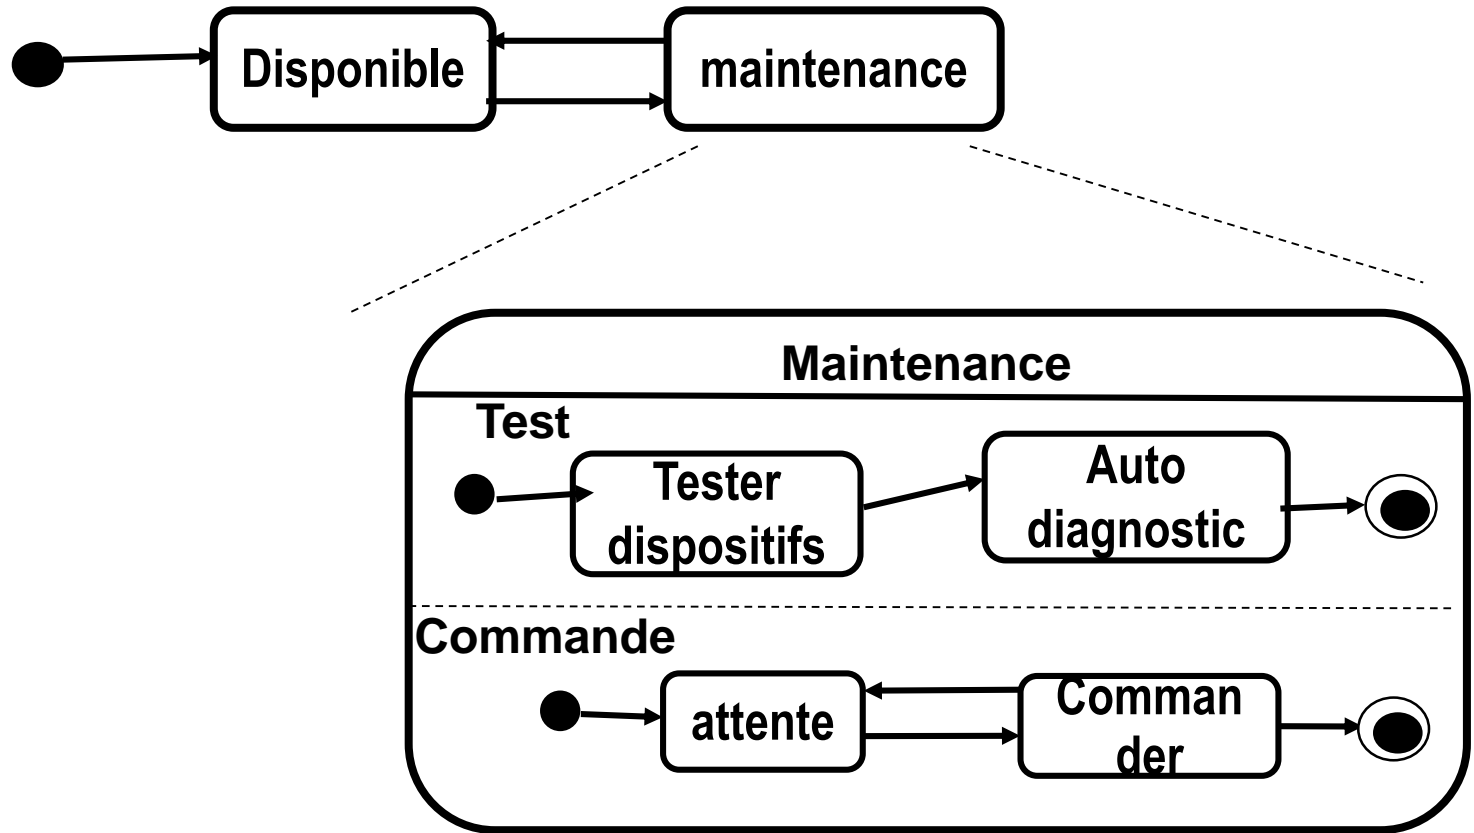 Disponible
maintenance
Maintenance
Test
Tester
dispositifs
Auto
diagnostic
Commande
attente
Comman
der